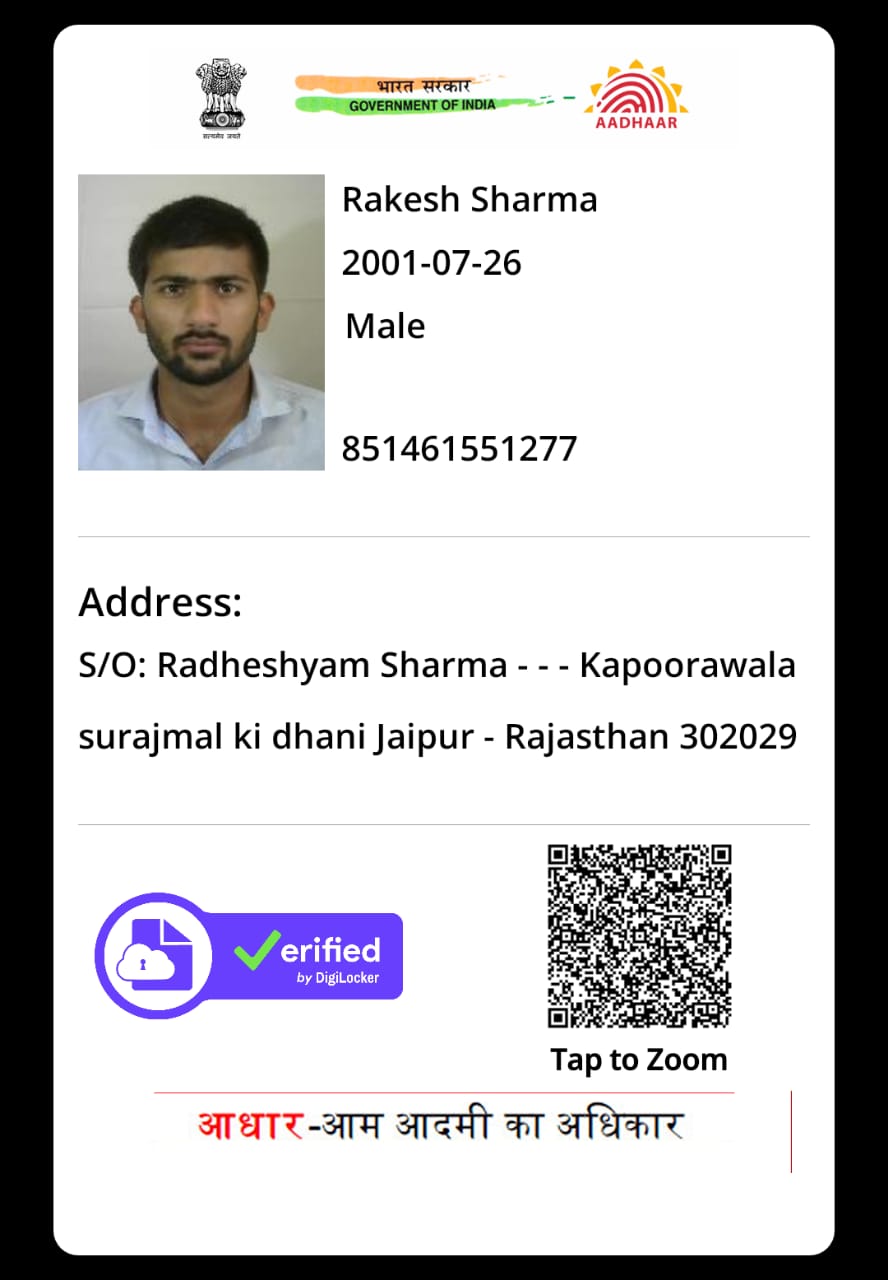 सत्यमेव जयते
भारत सरकार
GOVERNMENT OF INDIA
AADHAAR
Rakesh Sharma
2001-07-26
Male
851461551277
Address:
S/O: Radheshyam Sharma - - - Kapoorawala
surajmal ki dhani Jaipur - Rajasthan 302029
erified
by DigiLocker
Tap to Zoom
आधार-आम आदमी का अधिकार